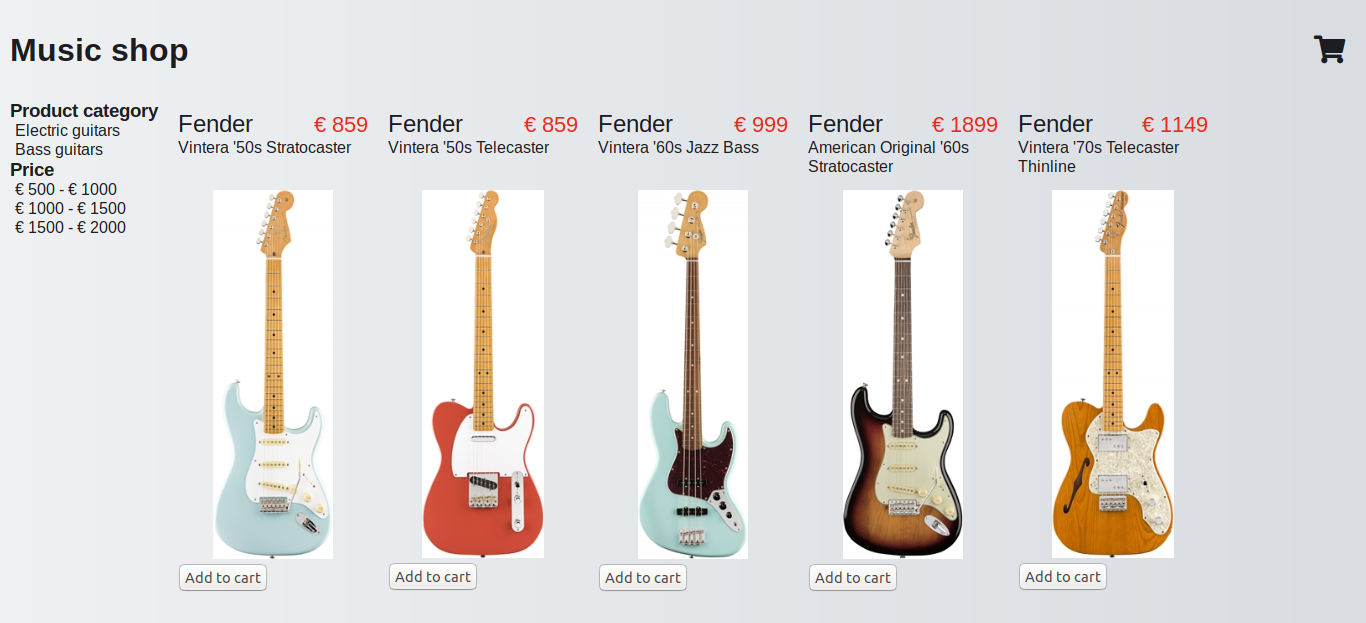 Music shop
Product category
Electric guitars
Bass guitars
Price
€ 500 - € 1000
€ 1000 - € 1500
€ 1500 - € 2000
Fender € 859
Vintera '50s Stratocaster
Add to cart
Fender € 859
Vintera '50s Telecaster
Add to cart
Fender € 999
Vintera '60s Jazz Bass
Add to cart
Fender € 1899
American Original '60s
Stratocaster
Add to cart
Fender € 1149
Vintera '70s Telecaster
Thinline
Add to cart